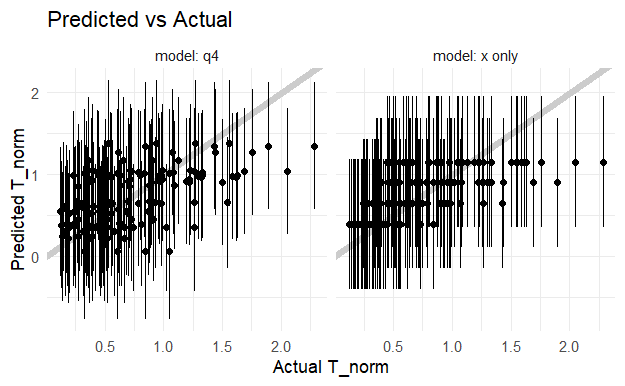 Predicted vs Actual
model: q4
model: x only
Predicted T_norm
2
1
0
0.5
1.0
1.5
2.0
0.5
1.0
1.5
2.0
Actual T_norm